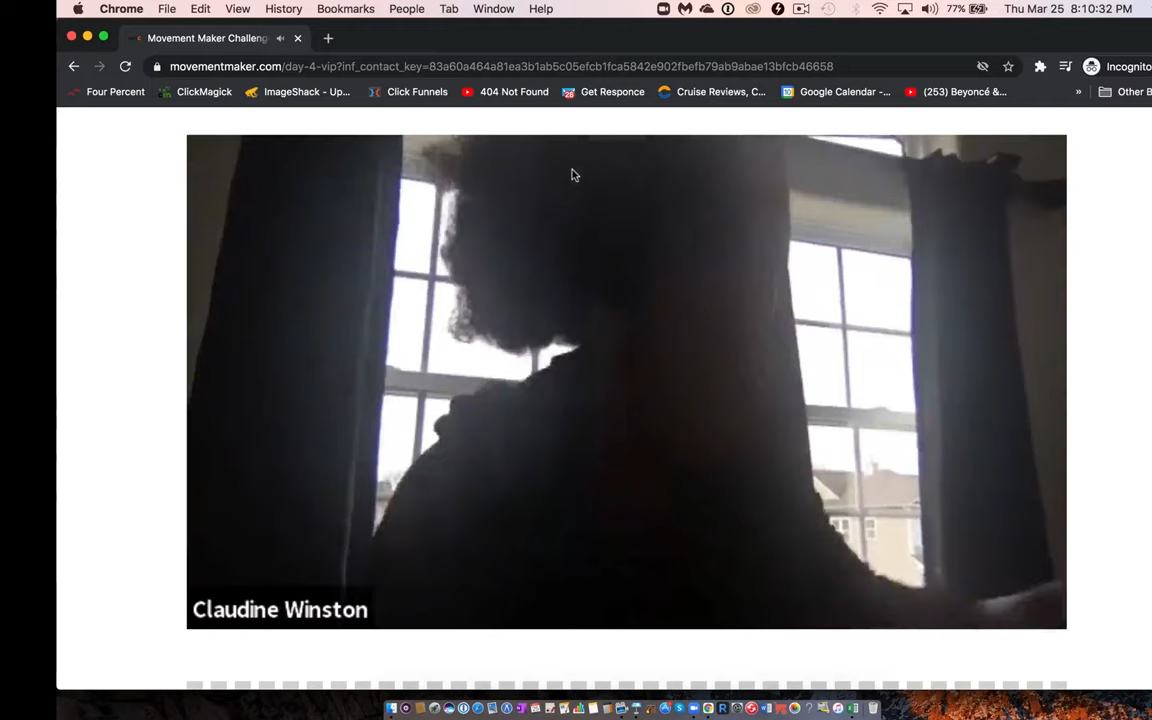 Chrome File Edit View History Bookmarks People Tab Window Help 77% Thu Mar 25 8:10:32 PM
Movement Maker Challeng
movementmaker.com/day-4-vip?inf_contact_key=83a60a464a81ea3b1ab5c05efcb1fca5842e902fbefb79ab9abae13bfcb46658 Incognito
Four Percent ClickMagick ImageShack - Up... Click Funnels 404 Not Found Get Responce Cruise Reviews, C... Google Calendar -... (253) Beyoncé &... » Other B
Claudine Winston